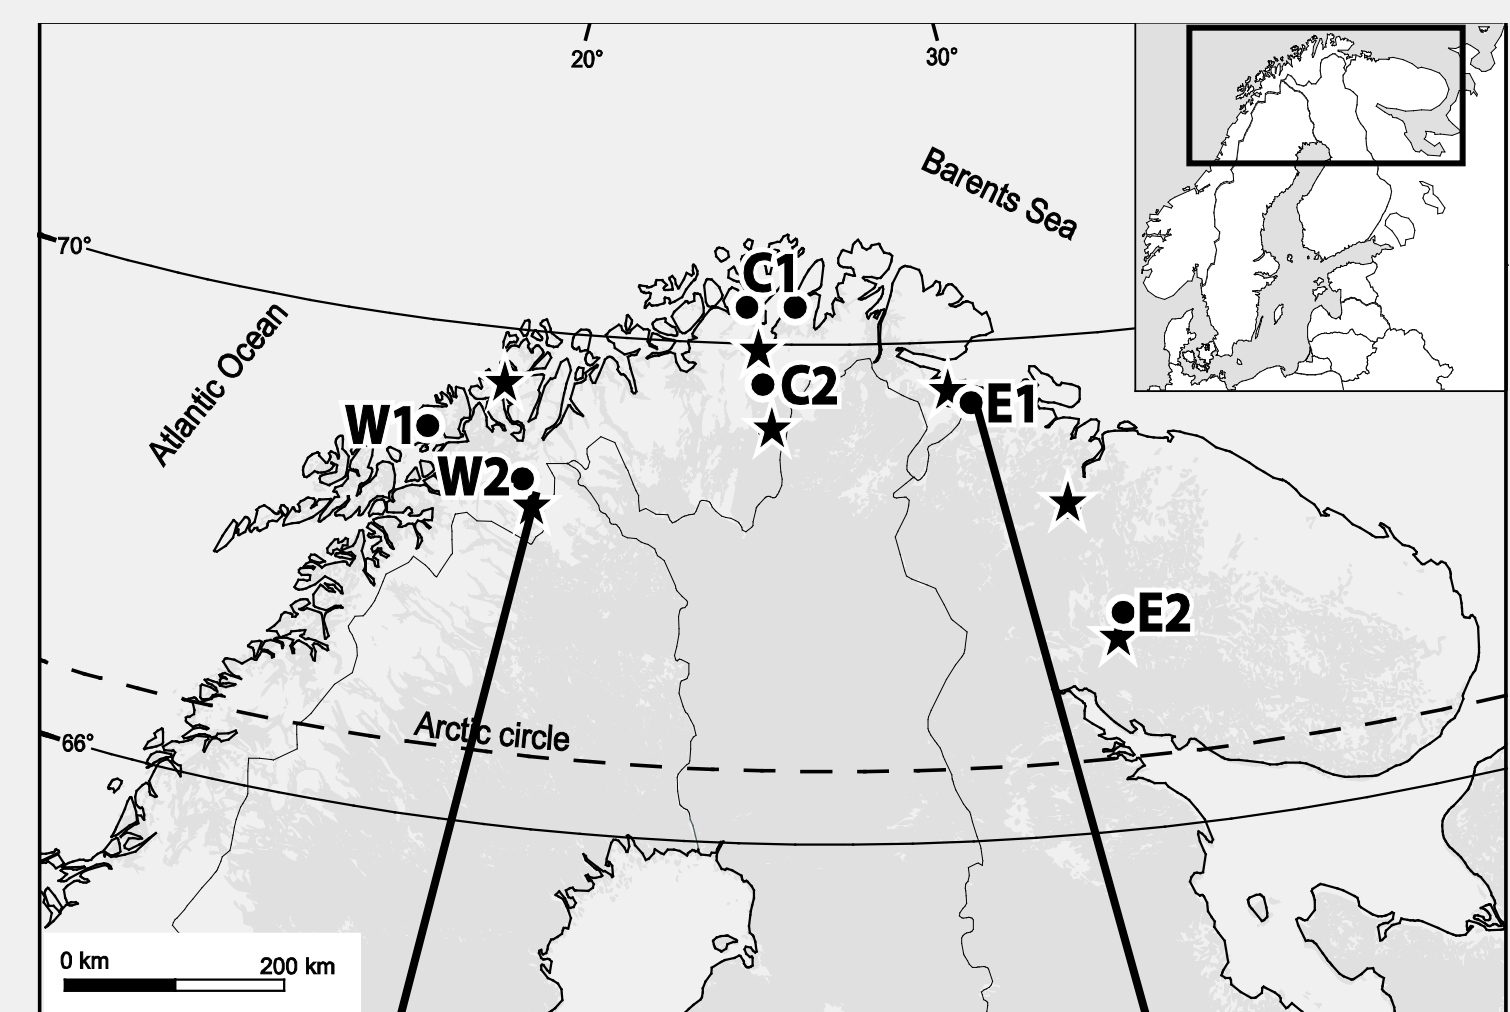 20°
30°
Barents Sea
70°
C1
Atlantic Ocean
C2
E1
W1
W2
E2
Arctic circle
66°
0 km
200 km